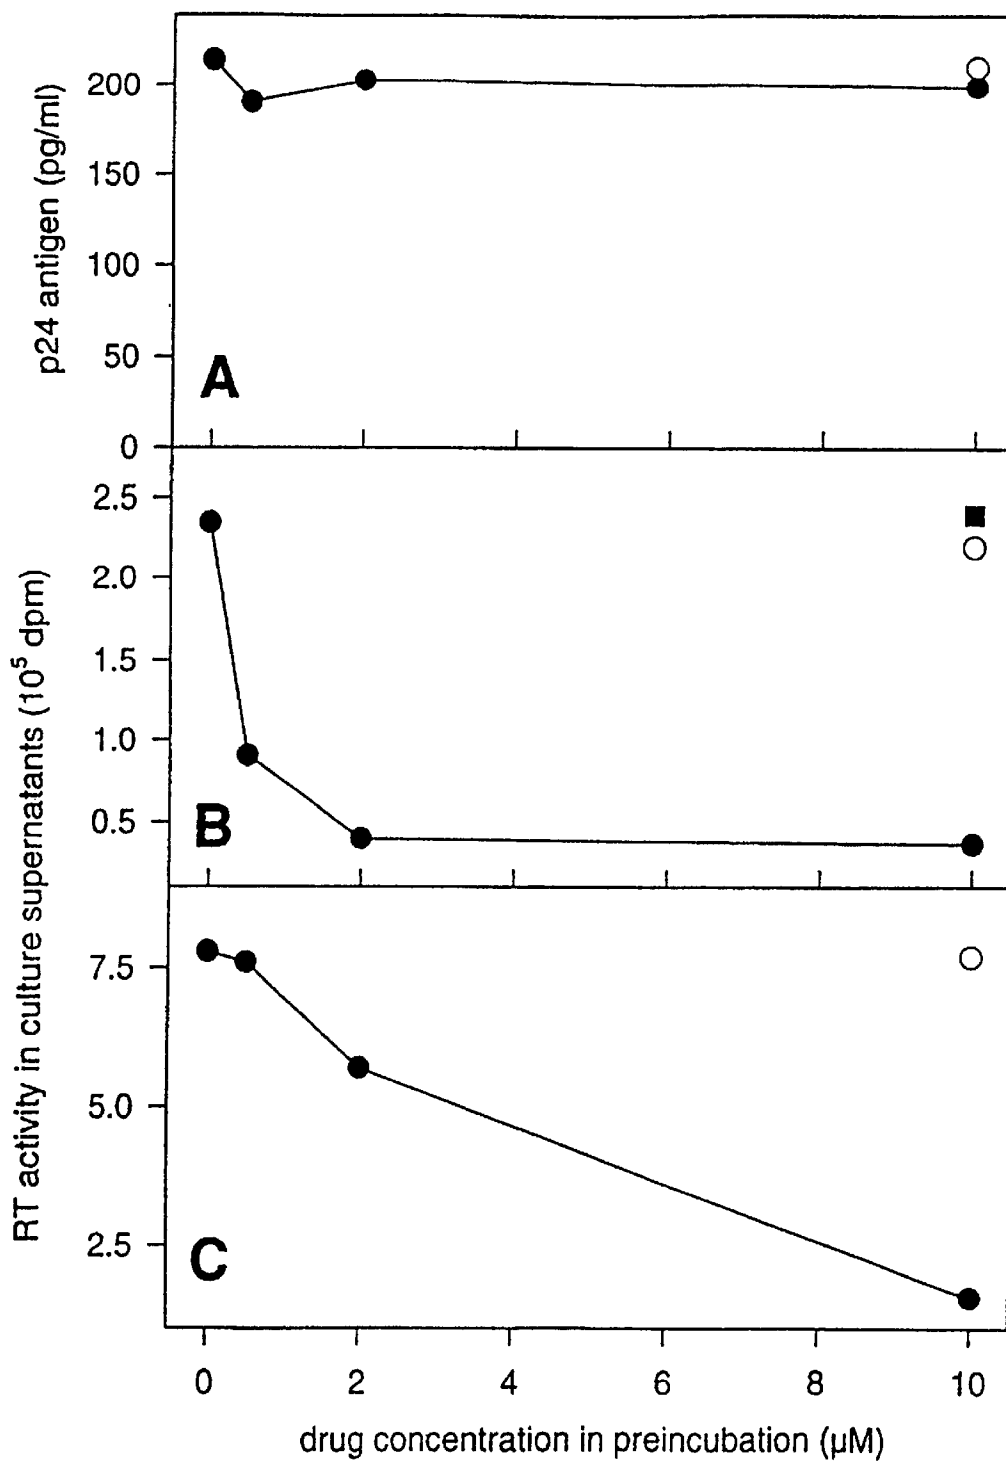 p24 antigen (pg/ml)
200
150
100
50
0
A
RT activity in culture supernatants (10⁵ dpm)
2.5
2.0
1.5
1.0
0.5
B
7.5
5.0
2.5
C
0 2 4 6 8 10
drug concentration in preincubation (µM)